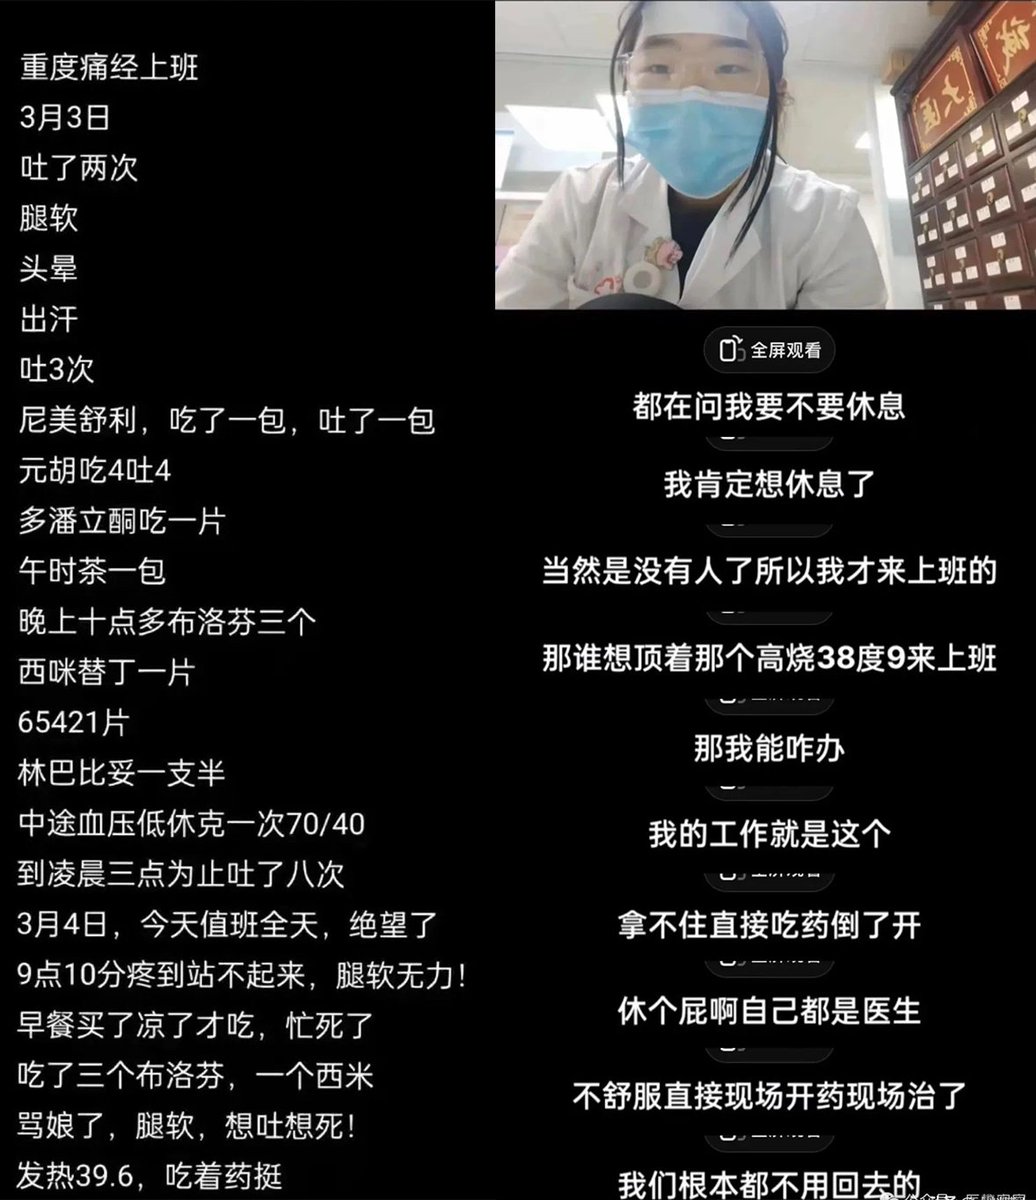 重度痛经上班
3月3日
吐了两次
腿软
头晕
出汗
吐3次
尼美舒利，吃了一包，吐了一包
元胡吃4吐4
多潘立酮吃一片
午时茶一包
晚上十点多布洛芬三个
西咪替丁一片
65421片
林巴比妥一支半
中途血压低休克一次70/40
到凌晨三点为止吐了八次
3月4日，今天值班全天，绝望了
9点10分疼到站不起来，腿软无力！
早餐买了凉了才吃，忙死了
吃了三个布洛芬，一个西米
骂娘了，腿软，想吐想死！
发热39.6，吃着药挺
诚
大医
全屏观看
都在问我要不要休息
我肯定想休息了
当然是没有人了所以我才来上班的
那谁想顶着那个高烧38度9来上班
那我能咋办
我的工作就是这个
拿不住直接吃药倒了开
休个屁啊自己都是医生
不舒服直接现场开药现场治了
我们根本都不用回去的